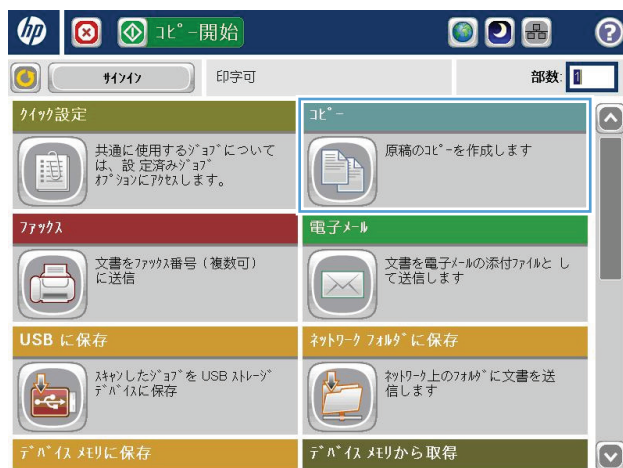 hp
ｺﾋﾟｰ開始
?
ｻｲﾝｲﾝ
印字可
部数: 1
ｸｲｯｸ設定
共通に使用するｼﾞｮﾌﾞについて
は、設 定済みｼﾞｮﾌﾞ
ｵﾌﾟｼｮﾝにｱｸｾｽしま す。
ｺﾋﾟｰ
原稿のｺﾋﾟｰを作成します
ﾌｧｯｸｽ
文書をﾌｧｯｸｽ番号 (複数可)
に送信
電子ﾒｰﾙ
文書を電子ﾒｰﾙの添付ﾌｧｲﾙと し
て送信しま す
USB に保存
ｽｷｬﾝしたｼﾞｮﾌﾞを USB ｽﾄﾚｰｼﾞ
ﾃﾞﾊﾞｲｽに保存
ﾈｯﾄﾜｰｸ ﾌｫﾙﾀﾞに保存
ﾈｯﾄﾜｰｸ上のﾌｫﾙﾀﾞに文書を送
信します
ﾃﾞﾊﾞｲｽ ﾒﾓﾘに保存
ﾃﾞﾊﾞｲｽ ﾒﾓﾘから取得